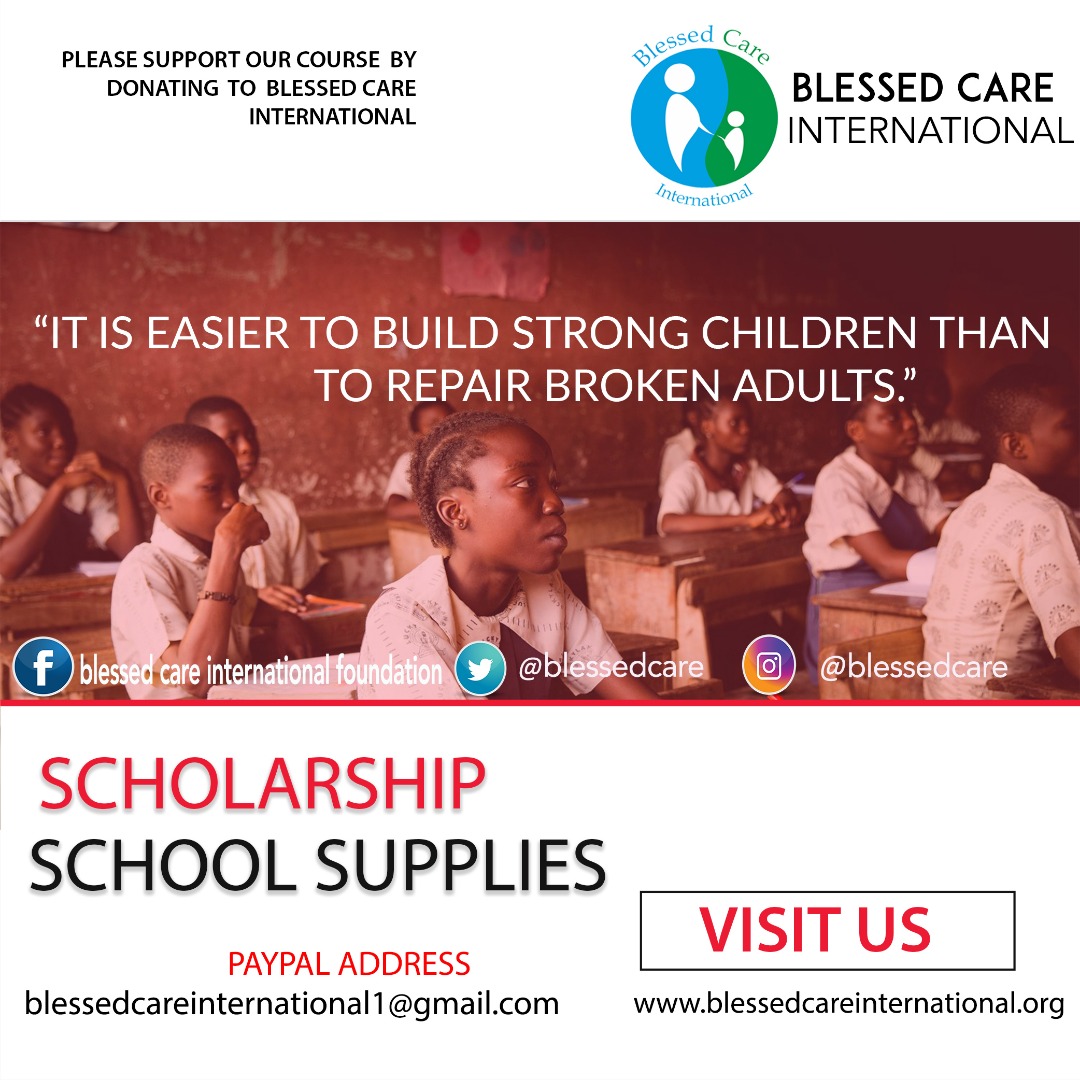 PLEASE SUPPORT OUR COURSE BY
DONATING TO BLESSED CARE
INTERNATIONAL
Blessed Care
International
BLESSED CARE
INTERNATIONAL
“IT IS EASIER TO BUILD STRONG CHILDREN THAN
TO REPAIR BROKEN ADULTS.”
f blessed care international foundation
@blessedcare
@blessedcare
SCHOLARSHIP
SCHOOL SUPPLIES
PAYPAL ADDRESS
blessedcareinternational1@gmail.com
VISIT US
www.blessedcareinternational.org